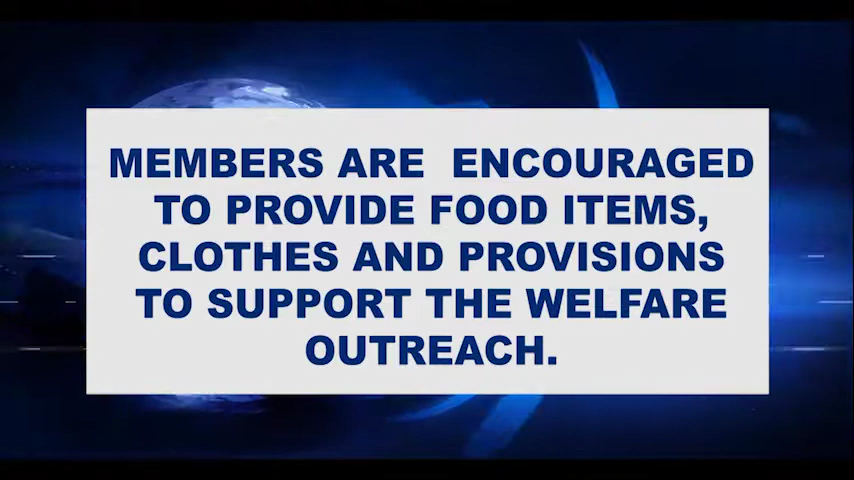 MEMBERS ARE  ENCOURAGED
TO PROVIDE FOOD ITEMS,
CLOTHES AND PROVISIONS
TO SUPPORT THE WELFARE
OUTREACH.